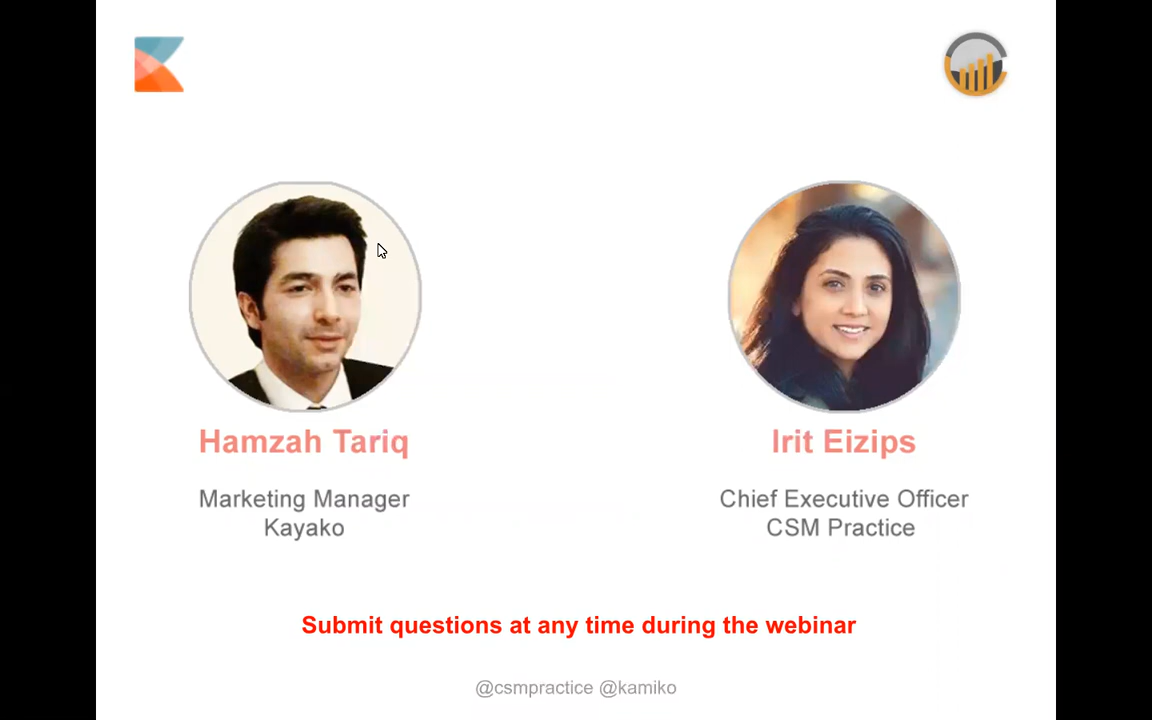 Hamzah Tariq
Marketing Manager
Kayako
Irit Eizips
Chief Executive Officer
CSM Practice
Submit questions at any time during the webinar
@csmpractice @kamiko